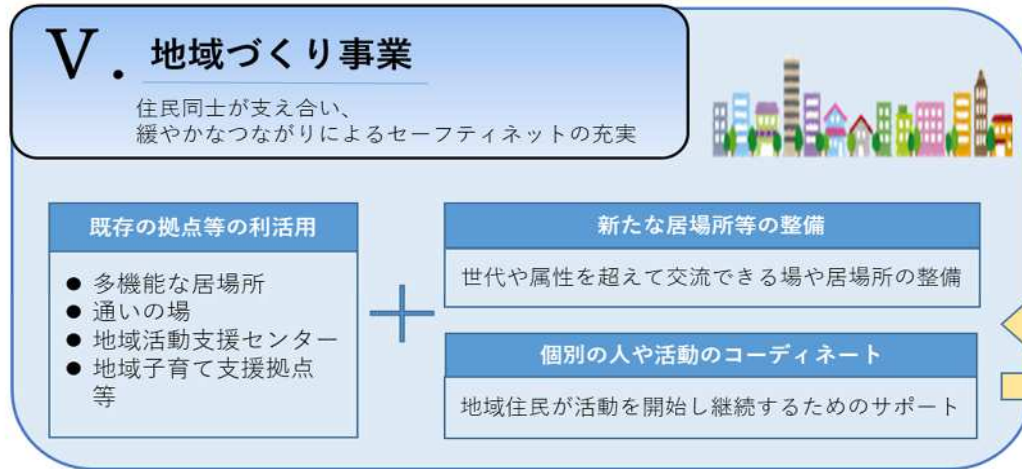 Ⅴ. 地域づくり事業
住民同士が支え合い、
緩やかなつながりによるセーフティネットの充実
既存の拠点等の利活用
● 多機能な居場所
● 通いの場
● 地域活動支援センター
● 地域子育て支援拠点
等
新たな居場所等の整備
世代や属性を超えて交流できる場や居場所の整備
個別の人や活動のコーディネート
地域住民が活動を開始し継続するためのサポート